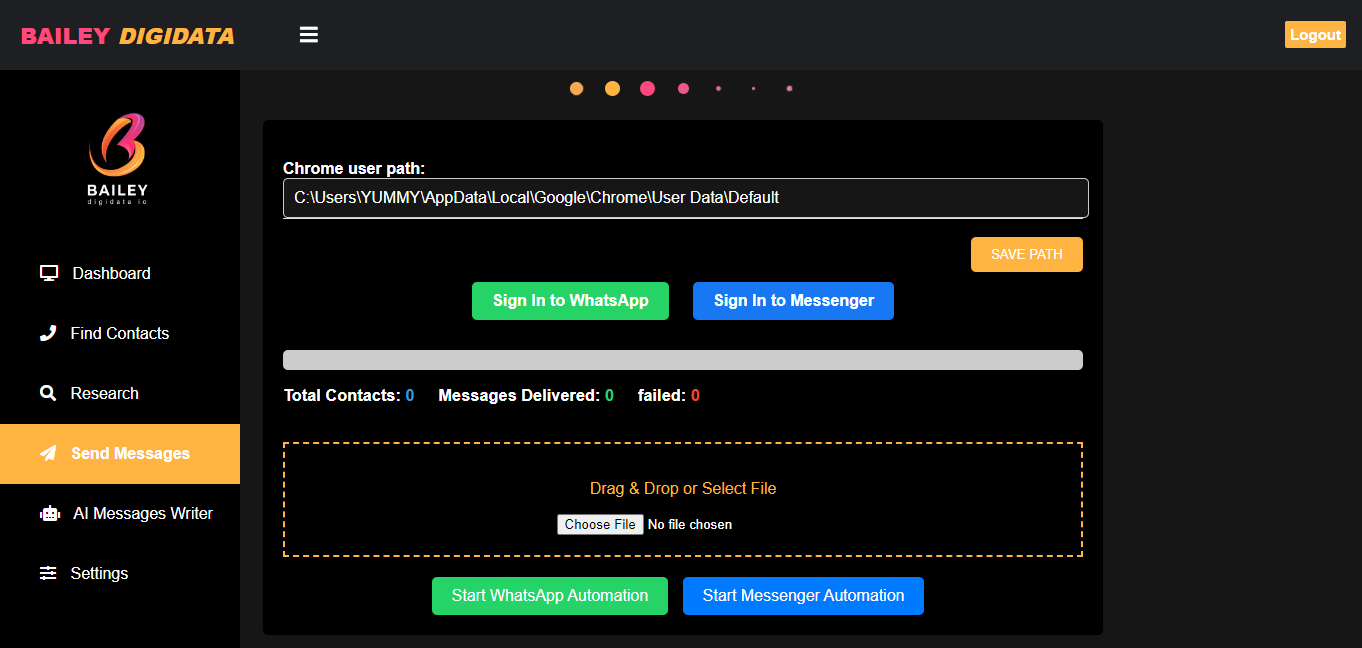 BAILEY DIGIDATA
Logout
BAILEY
digidata io
Dashboard
Find Contacts
Research
Send Messages
AI Messages Writer
Settings
Chrome user path:
C:\Users\YUMMY\AppData\Local\Google\Chrome\User Data\Default
SAVE PATH
Sign In to WhatsApp Sign In to Messenger
Total Contacts: 0 Messages Delivered: 0 failed: 0
Drag & Drop or Select File
Choose File No file chosen
Start WhatsApp Automation Start Messenger Automation